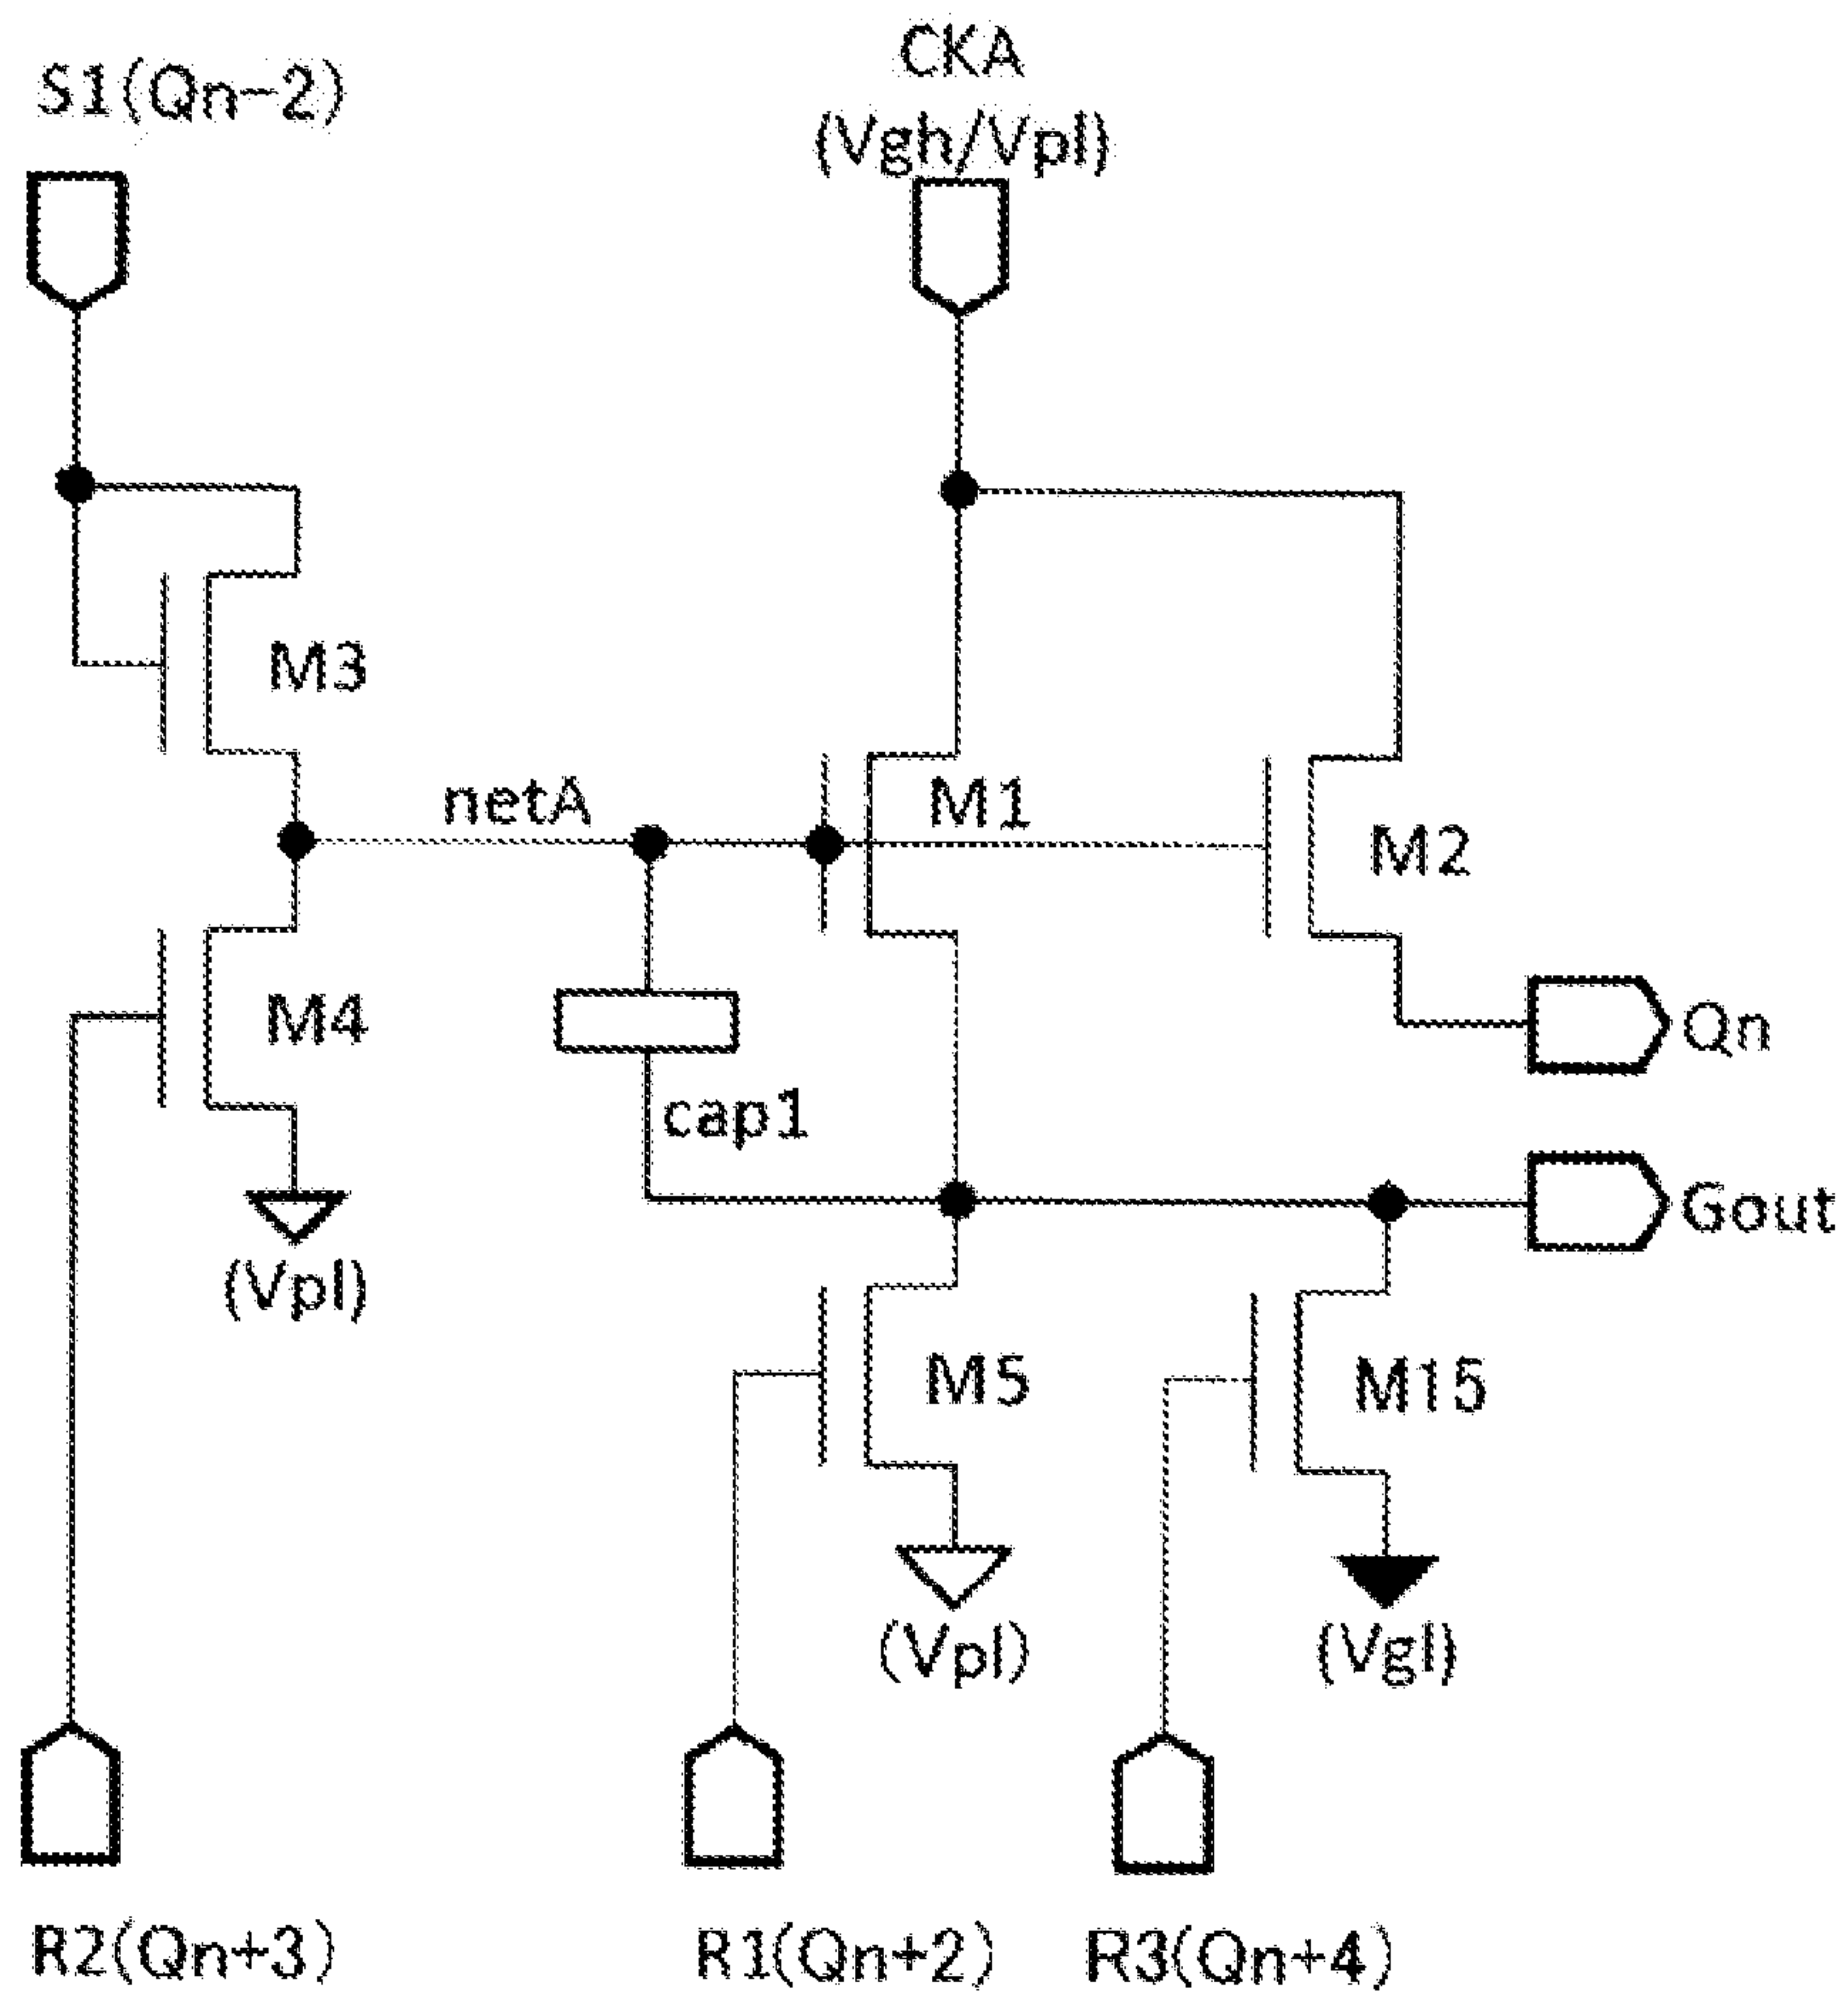 CKA
(Vgh/Vpl)
S1(Qn-2)
M3
netA
M1
M2
M4
Qn
cap1
Gout
(Vpl)
M5
M15
(Vpl)
(Vgl)
R2(Qn+3)
R1(Qn+2)
R3(Qn+4)